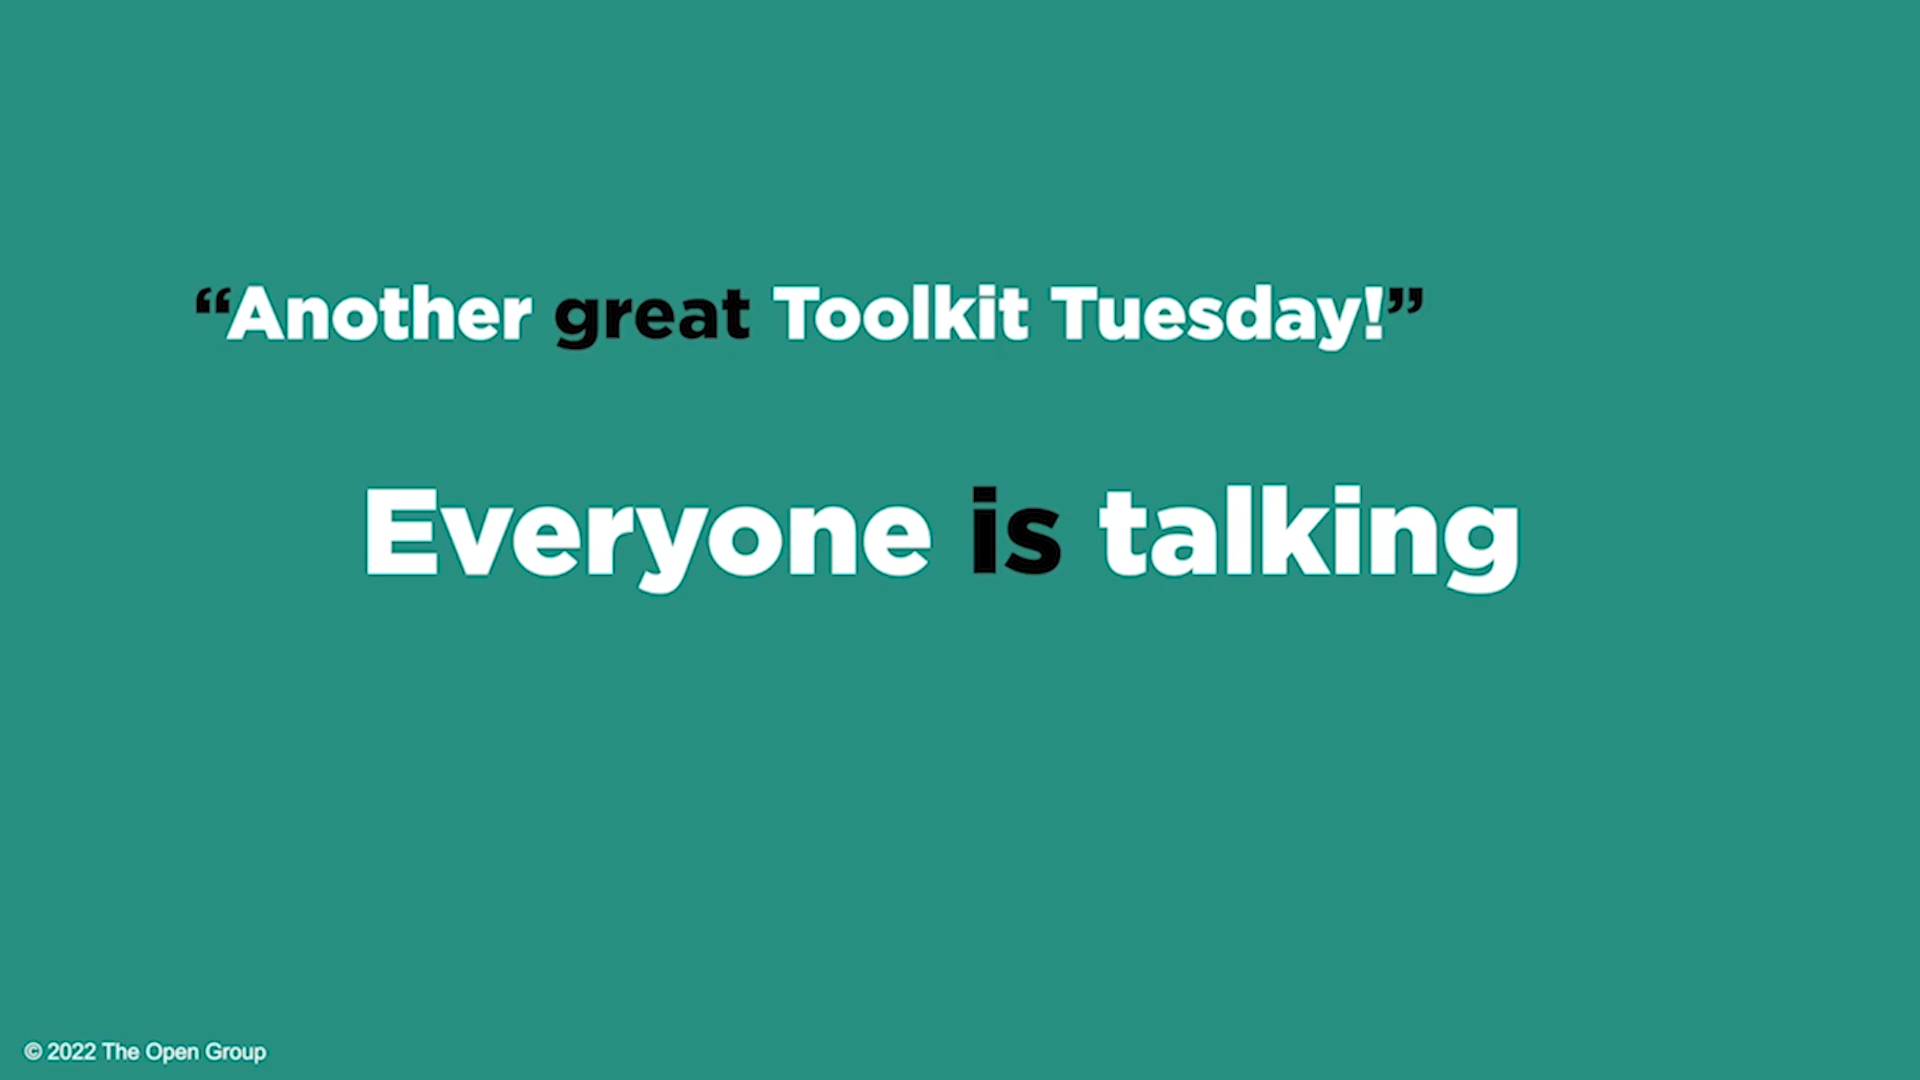 “Another great Toolkit Tuesday!”
Everyone is talking
© 2022 The Open Group